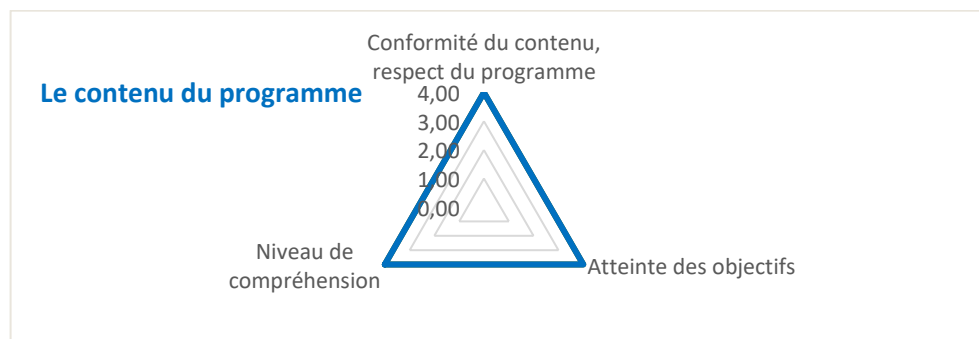 Conformité du contenu,
respect du programme
Le contenu du programme
4,00
3,00
2,00
1,00
0,00
Niveau de
compréhension
Atteinte des objectifs